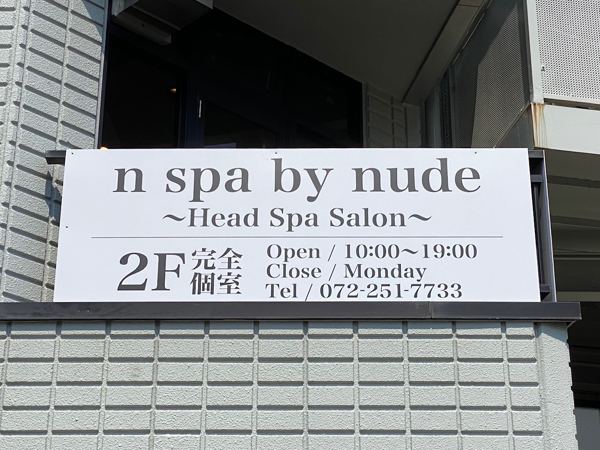 n spa by nude
～Head Spa Salon～
2F 完全個室
Open / 10:00～19:00
Close / Monday
Tel / 072-251-7733